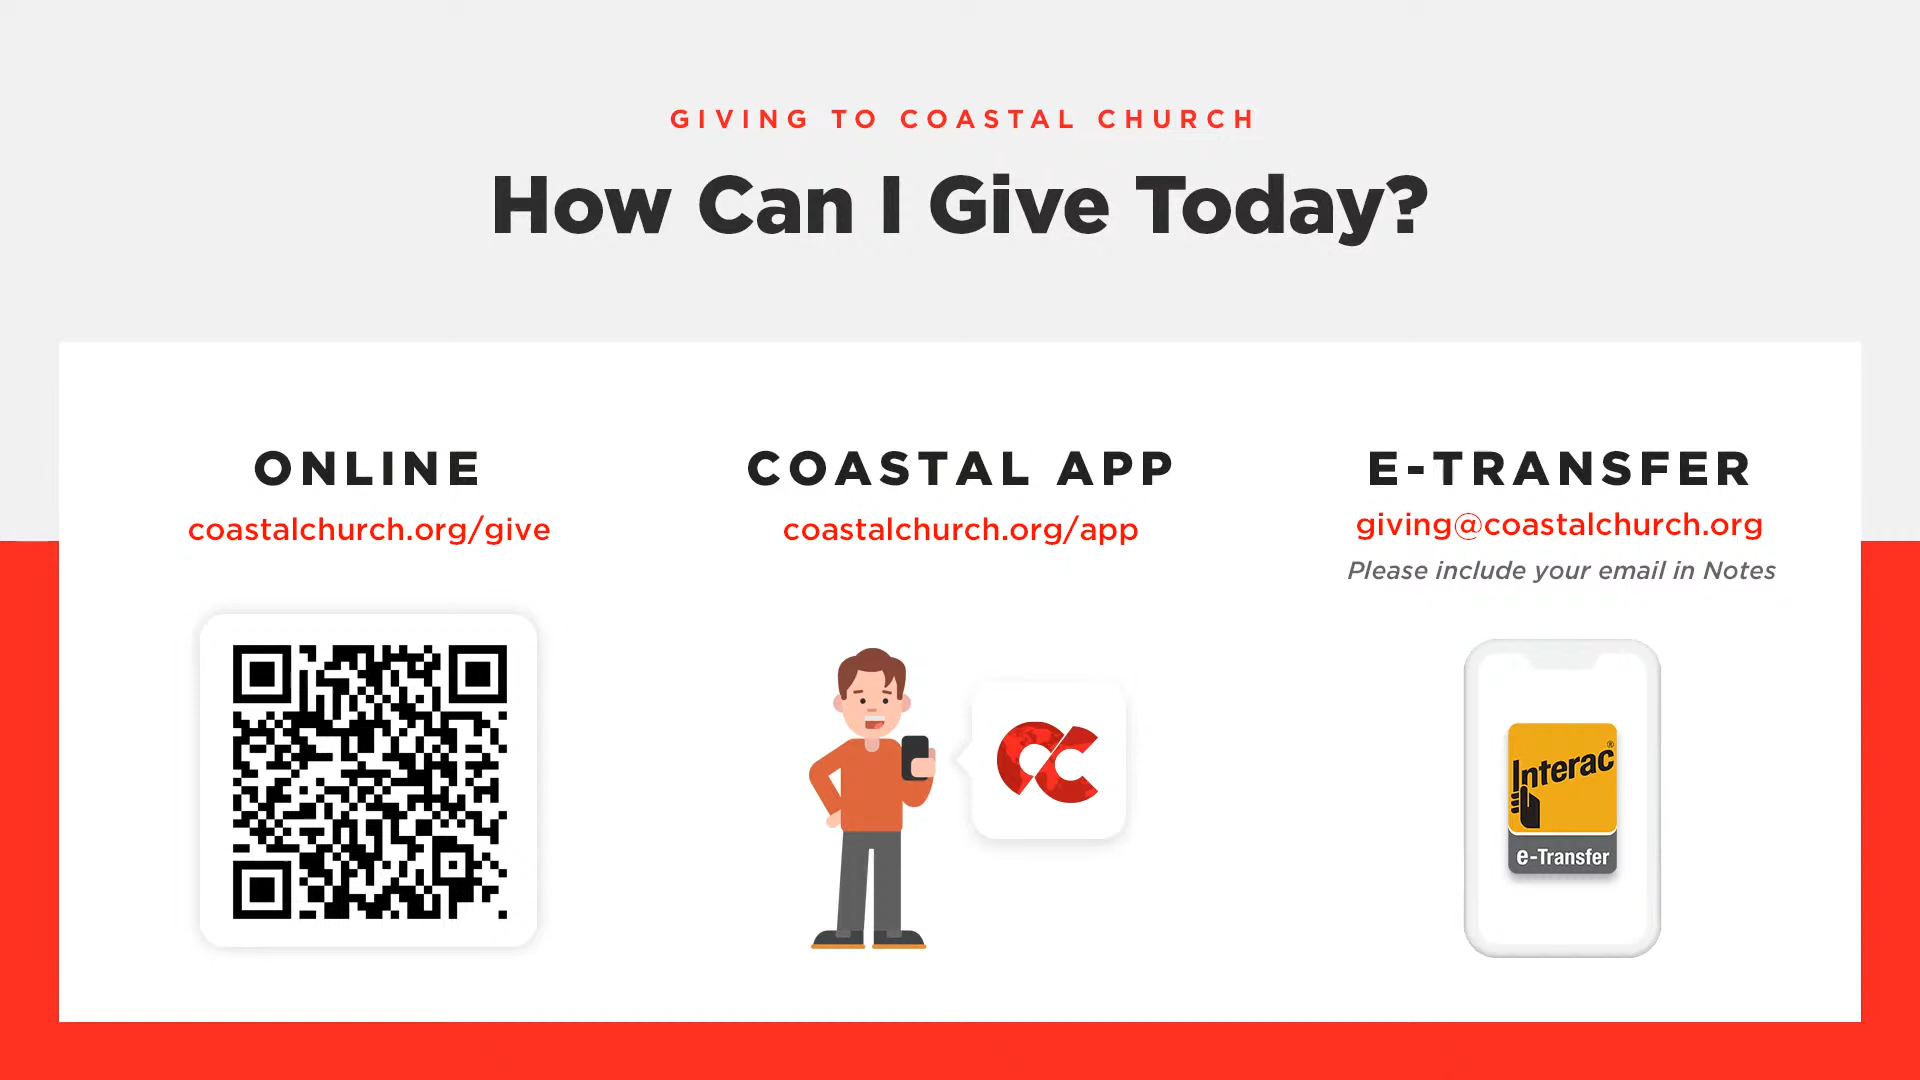 GIVING TO COASTAL CHURCH
How Can I Give Today?
ONLINE
coastalchurch.org/give
COASTAL APP
coastalchurch.org/app
E-TRANSFER
giving@coastalchurch.org
Please include your email in Notes
Interac®
e-Transfer